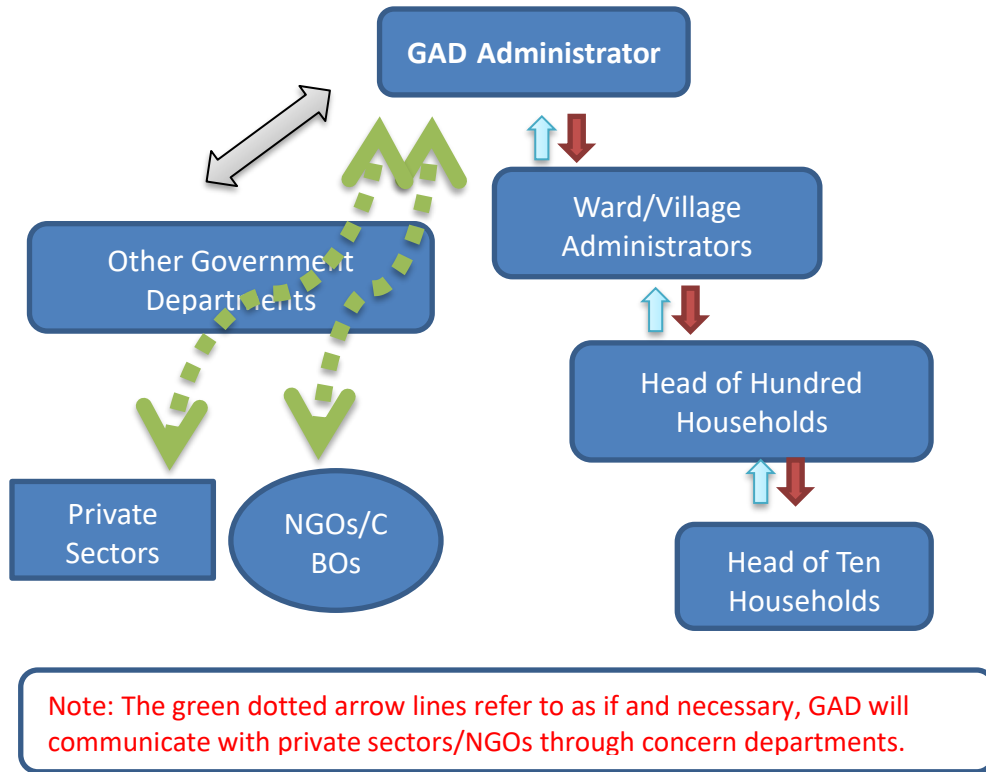 GAD Administrator
Ward/Village
Administrators
Other Government
Departments
Head of Hundred
Households
Private
Sectors
NGOs/C
BOs
Head of Ten
Households
Note: The green dotted arrow lines refer to as if and necessary, GAD will
communicate with private sectors/NGOs through concern departments.